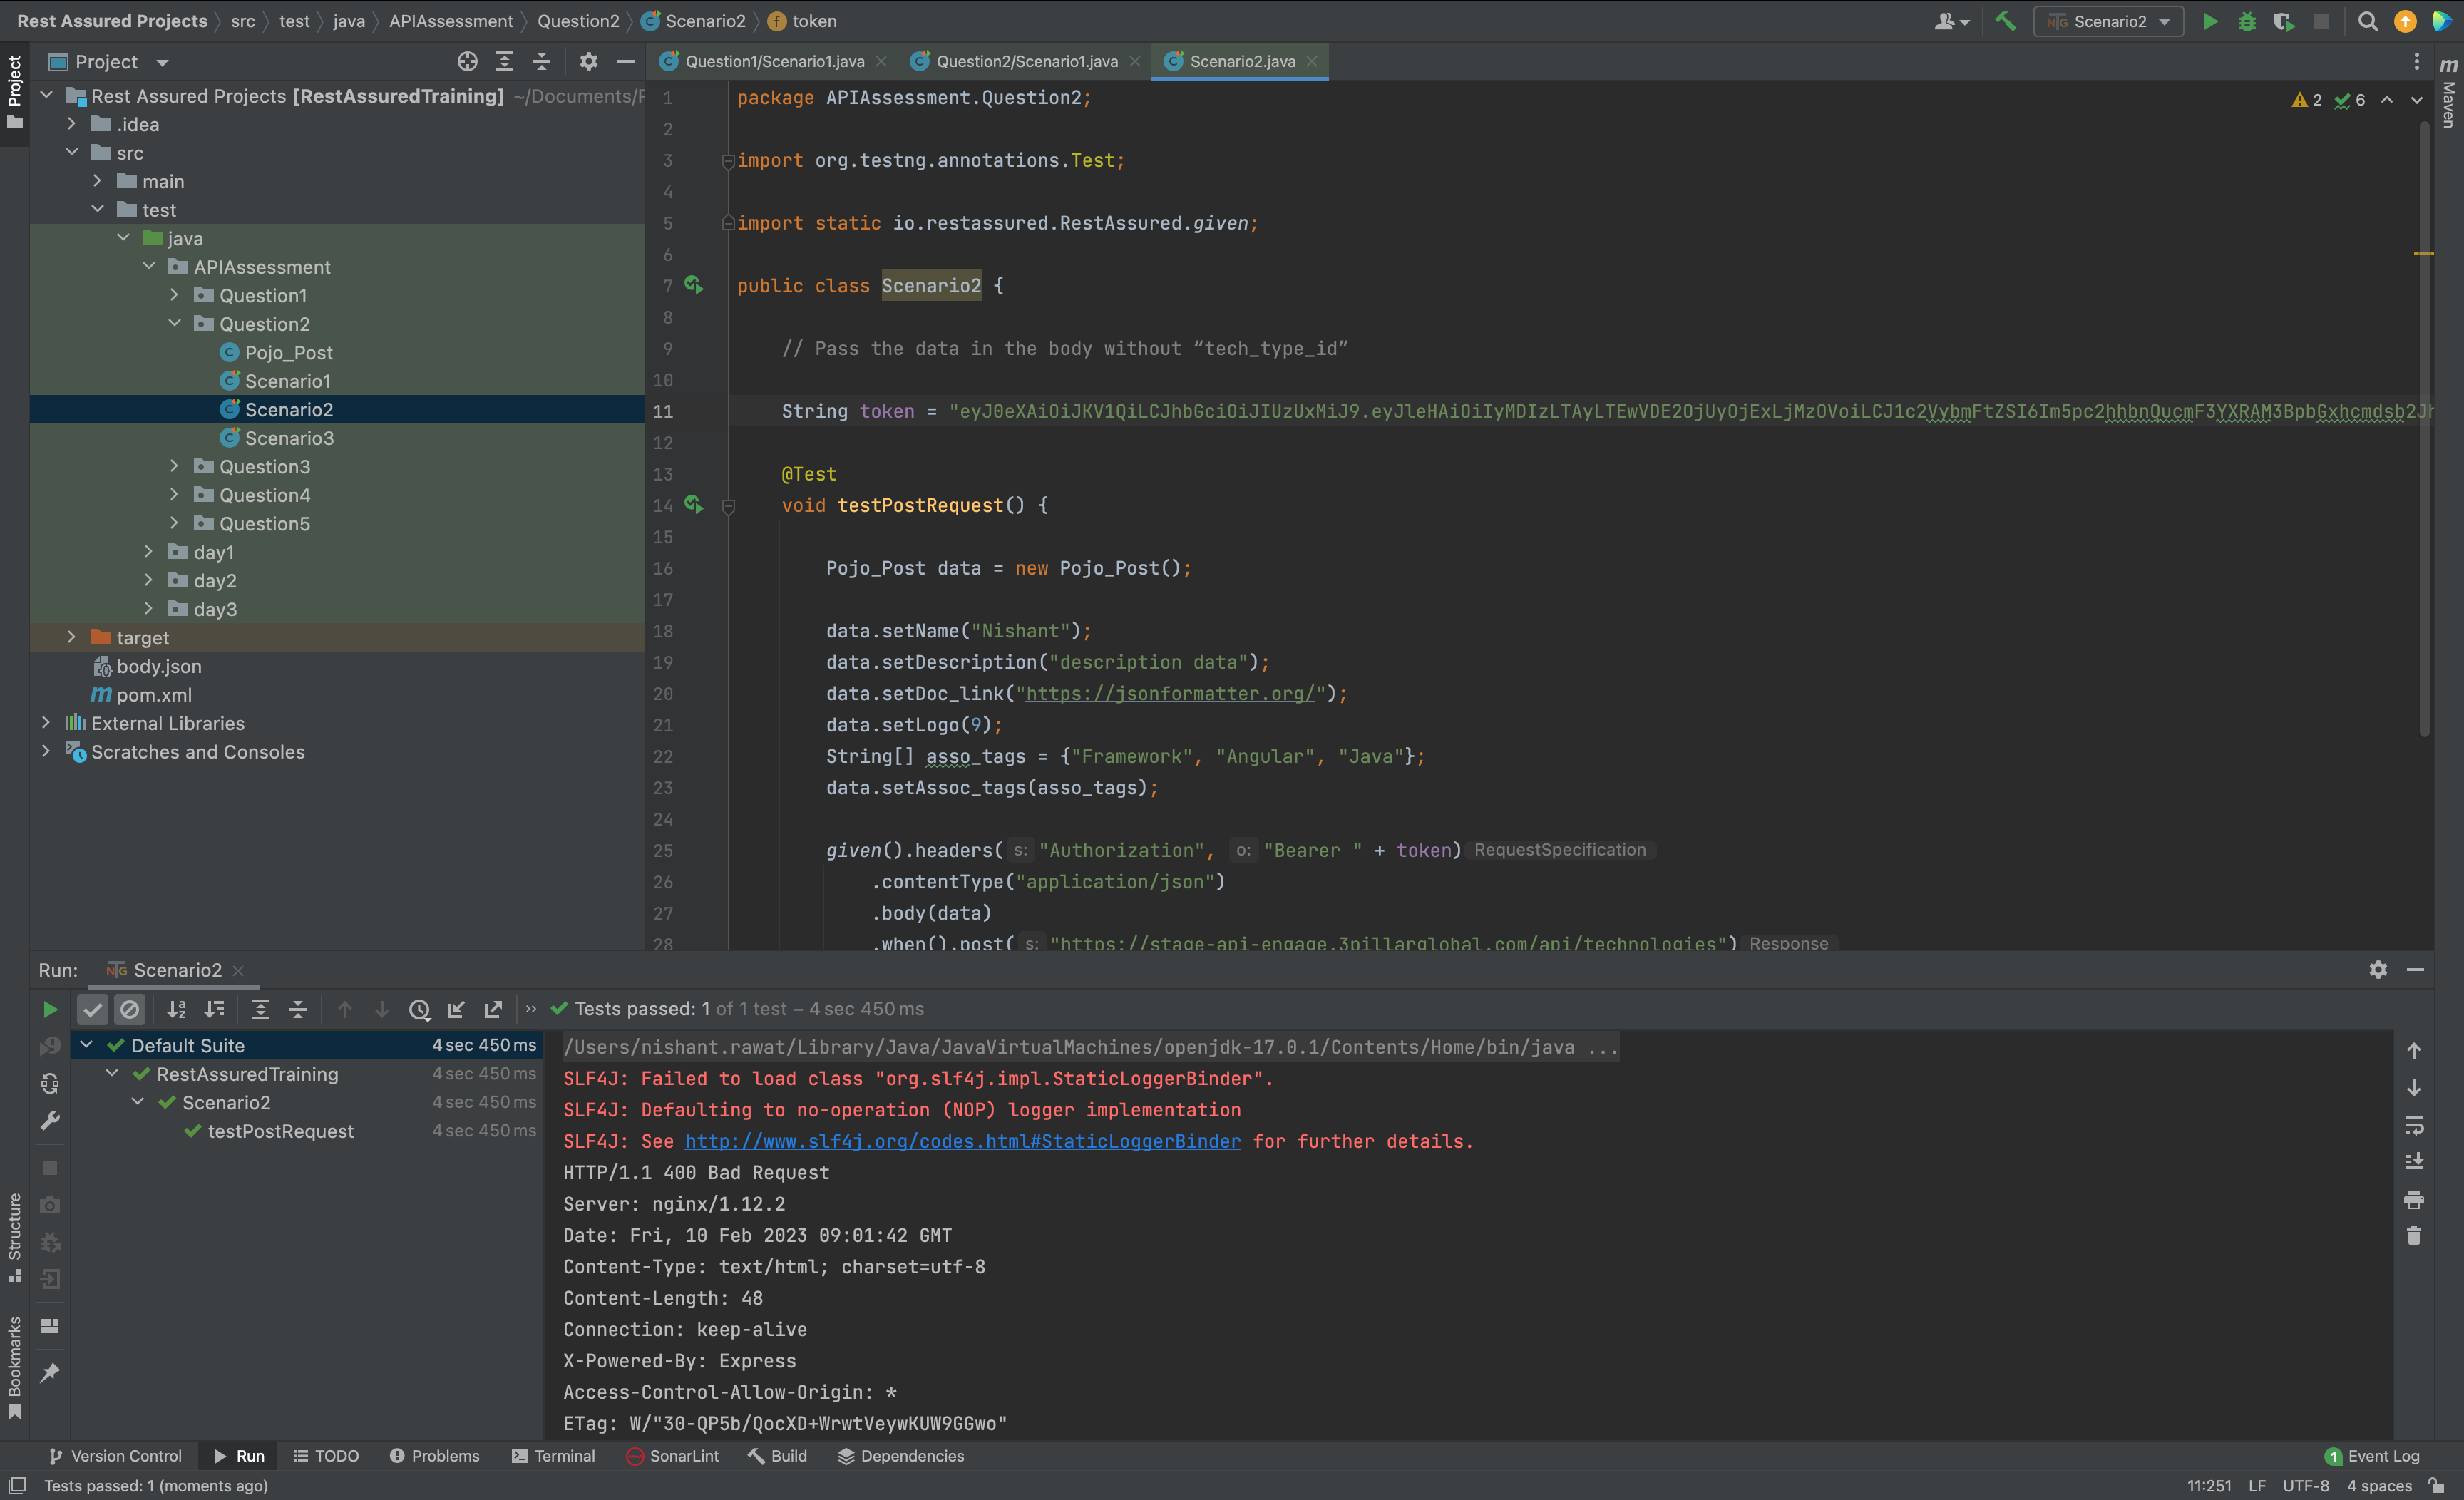 Rest Assured Projects src test java APIAssessment Question2 Scenario2 token
Scenario2
Project
Question1/Scenario1.java
Question2/Scenario1.java
Scenario2.java
Project
Maven
Rest Assured Projects [RestAssuredTraining] ~/Documents/
.idea
src
main
test
java
APIAssessment
Question1
Question2
Pojo_Post
Scenario1
Scenario2
Scenario3
Question3
Question4
Question5
day1
day2
day3
target
body.json
pom.xml
External Libraries
Scratches and Consoles
2 6
1 package APIAssessment.Question2;
2
3 import org.testng.annotations.Test;
4
5 import static io.restassured.RestAssured.given;
6
7 public class Scenario2 {
8
9 // Pass the data in the body without “tech_type_id”
10
11 String token =
12
13 @Test
14 void testPostRequest() {
15
16 Pojo_Post data = new Pojo_Post();
17
18 data.setName("Nishant");
19 data.setDescription("description data");
20 data.setDoc_link("https://jsonformatter.org/");
21 data.setLogo(9);
22 String[] asso_tags = {"Framework", "Angular", "Java"};
23 data.setAssoc_tags(asso_tags);
24
25 given().headers( s: "Authorization", o: "Bearer " + token) RequestSpecification
26 .contentType("application/json")
27 .body(data)
28 .when().post( s: "https://stage-api-engage.3pillarglobal.com/api/technologies") Response
Run: Scenario2
Tests passed: 1 of 1 test – 4 sec 450 ms
Default Suite 4 sec 450 ms
RestAssuredTraining 4 sec 450 ms
Scenario2 4 sec 450 ms
testPostRequest 4 sec 450 ms
/Users/nishant.rawat/Library/Java/JavaVirtualMachines/openjdk-17.0.1/Contents/Home/bin/java ...
SLF4J: Failed to load class "org.slf4j.impl.StaticLoggerBinder".
SLF4J: Defaulting to no-operation (NOP) logger implementation
SLF4J: See http://www.slf4j.org/codes.html#StaticLoggerBinder for further details.
HTTP/1.1 400 Bad Request
Server: nginx/1.12.2
Date: Fri, 10 Feb 2023 09:01:42 GMT
Content-Type: text/html; charset=utf-8
Content-Length: 48
Connection: keep-alive
X-Powered-By: Express
Access-Control-Allow-Origin: *
ETag: W/"30-QP5b/QocXD+WrwtVeywKUW9GGwo"
Structure
Bookmarks
Version Control Run TODO Problems Terminal SonarLint Build Dependencies 1 Event Log
Tests passed: 1 (moments ago) 11:251 LF UTF-8 4 spaces